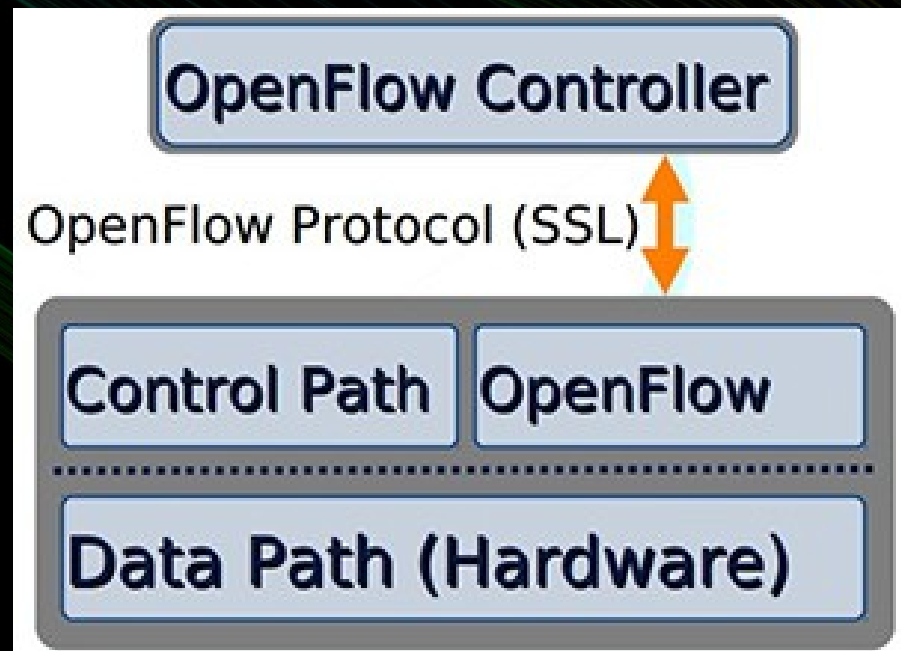 OpenFlow Controller
OpenFlow Protocol (SSL)
Control Path OpenFlow
Data Path (Hardware)